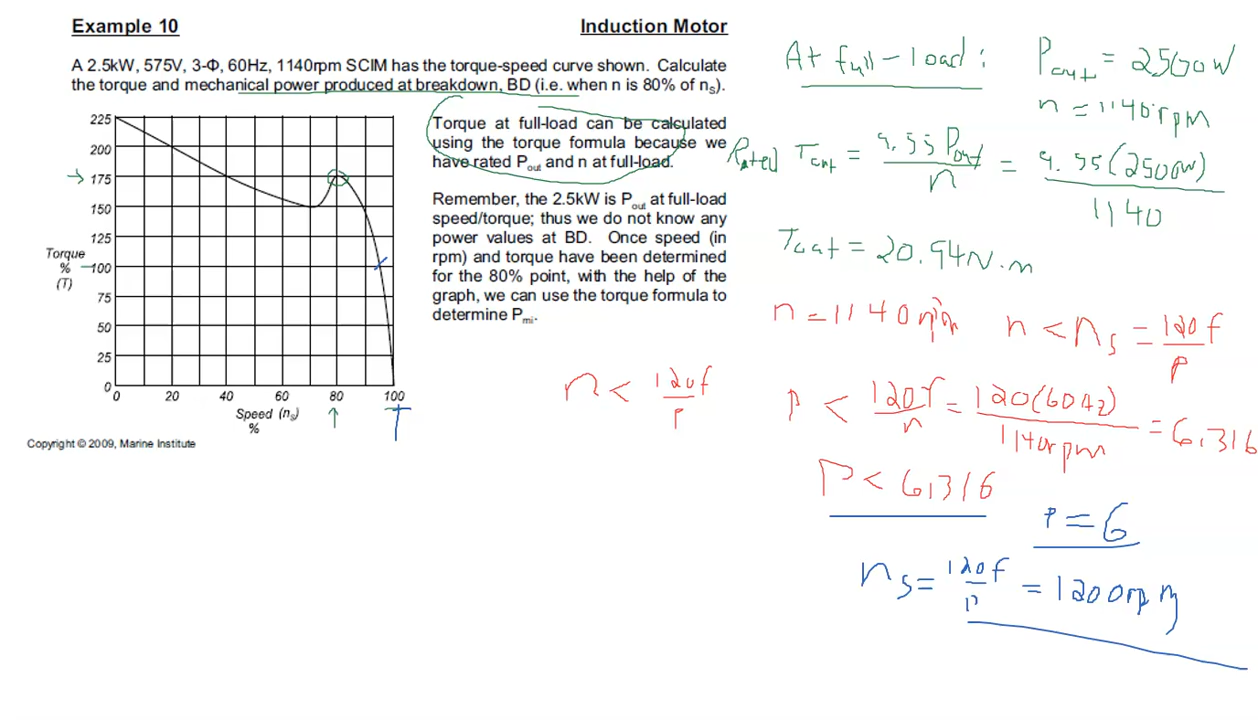 Example 10
Induction Motor
A 2.5kW, 575V, 3-Φ, 60Hz, 1140rpm SCIM has the torque-speed curve shown. Calculate
the torque and mechanical power produced at breakdown, BD (i.e. when n is 80% of nS).
225
200
175
150
125
100
75
50
25
0
Torque
%
(T)
0 20 40 60 80 100
Speed (nS)
%
Copyright © 2009, Marine Institute
Torque at full-load can be calculated
using the torque formula because we
have rated Pout and n at full-load.
Remember, the 2.5kW is Pout at full-load
speed/torque; thus we do not know any
power values at BD. Once speed (in
rpm) and torque have been determined
for the 80% point, with the help of the
graph, we can use the torque formula to
determine Pmi.
n < 120f/P
At full-load:
Pout = 2500W
n = 1140rpm
Rated Tout = 9.55 Pout/n = 9.55(2500W)/1140
Tout = 20.94N.m
n = 1140rpm n < ns = 120f/P
P < 120f/n = 120(60Hz)/1140rpm = 6.316
P < 6.316
P = 6
ns = 120f/P = 1200rpm